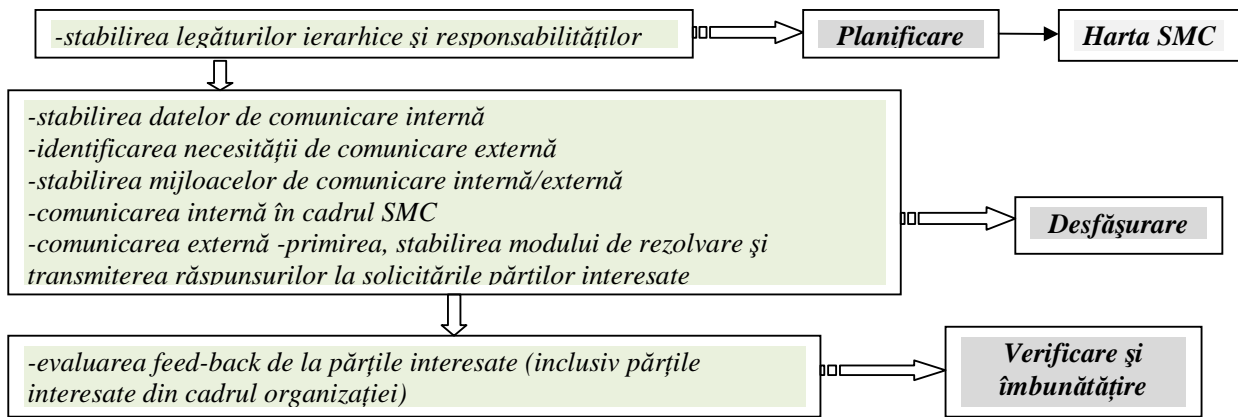 -stabilirea legăturilor ierarhice şi responsabilităţilor
Planificare
Harta SMC
-stabilirea datelor de comunicare internă
-identificarea necesităţii de comunicare externă
-stabilirea mijloacelor de comunicare internă/externă
-comunicarea internă în cadrul SMC
-comunicarea externă -primirea, stabilirea modului de rezolvare şi
transmiterea răspunsurilor la solicitările părtilor interesate
Desfăşurare
-evaluarea feed-back de la părţile interesate (inclusiv părţile
interesate din cadrul organizaţiei)
Verificare şi
îmbunătăţire